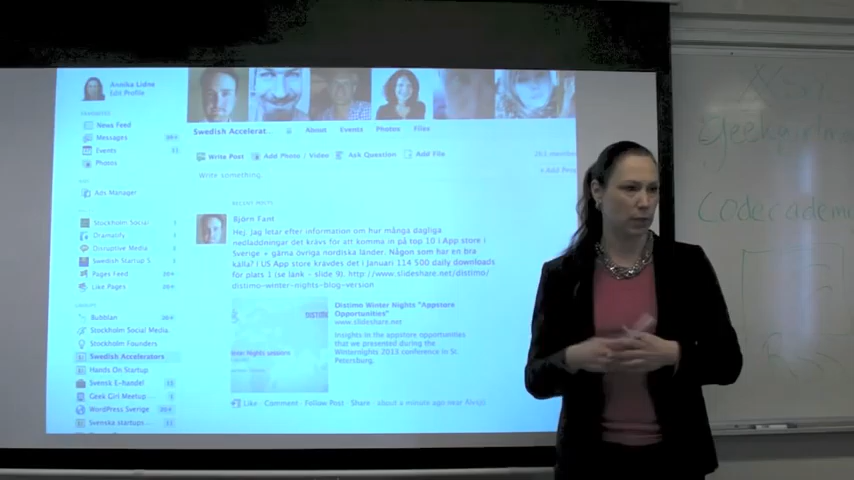 Annika Lidne
Edit Profile
News Feed
Messages
Events
Photos
Ads Manager
Stockholm Social
Dramplify
Disruptive Media
Swedish Startup S
Pages Feed
Like Pages
Bubblan
Stockholm Social Media.
Stockholm Founders
Swedish Accelerators
Hands On Startup
Svensk E-handel
Geek Girl Meetup
WordPress Sverige
Svenska startups...
Swedish Accelerat...
About
Events
Photos
Files
Write Post
Add Photo / Video
Ask Question
Add File
Write something...
RECENT POSTS
Björn Fant
Hej. Jag letar efter information om hur många dagliga
nedladdningar det krävs för att komma in på top 10 i App store i
Sverige + gärna övriga nordiska länder. Någon som har en bra
källa? I US App store krävdes det i Januari 114 500 daily downloads
för plats 1 (se länk - slide 9). http://www.slideshare.net/distimo/
distimo-winter-nights-blog-version
Distimo Winter Nights "Appstore
Opportunities"
www.slideshare.net
Insights in the appstore opportunities
that we presented during the
Winternights 2013 conference in St.
Petersburg.
Like · Comment · Follow Post · Share · about a minute ago near
Codecademi